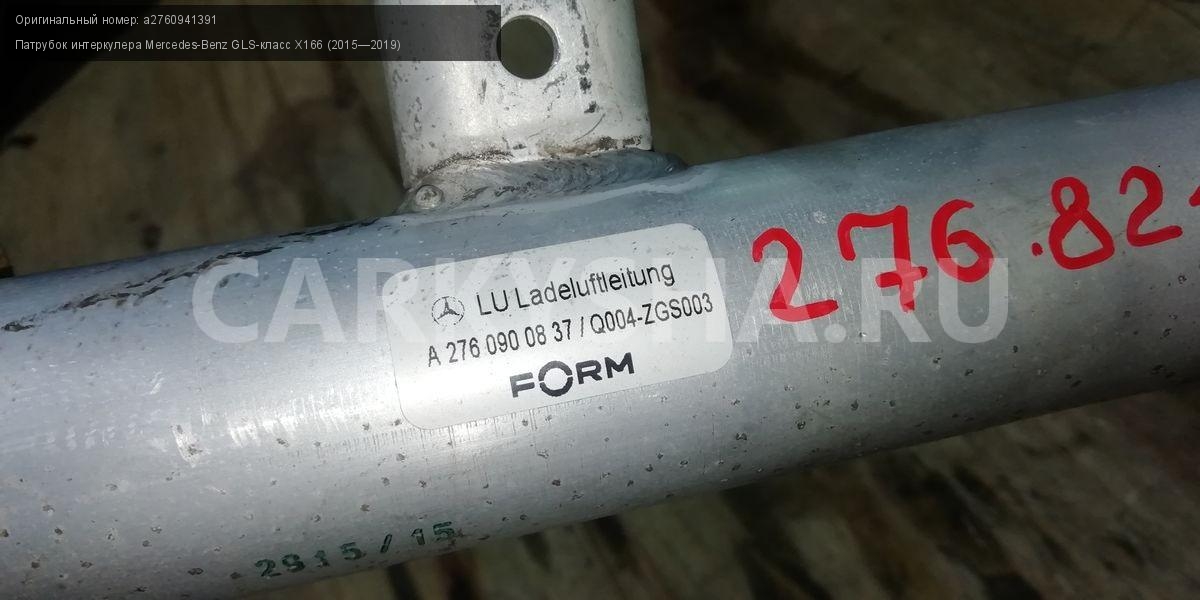 Оригинальный номер: a2760941391
Патрубок интеркулера Mercedes-Benz GLS-класс X166 (2015—2019)
276.82
LU Ladeluftleitung
A 276 090 08 37 / Q004-ZGS003
FORM
CARKYSHA.RU
2915/15